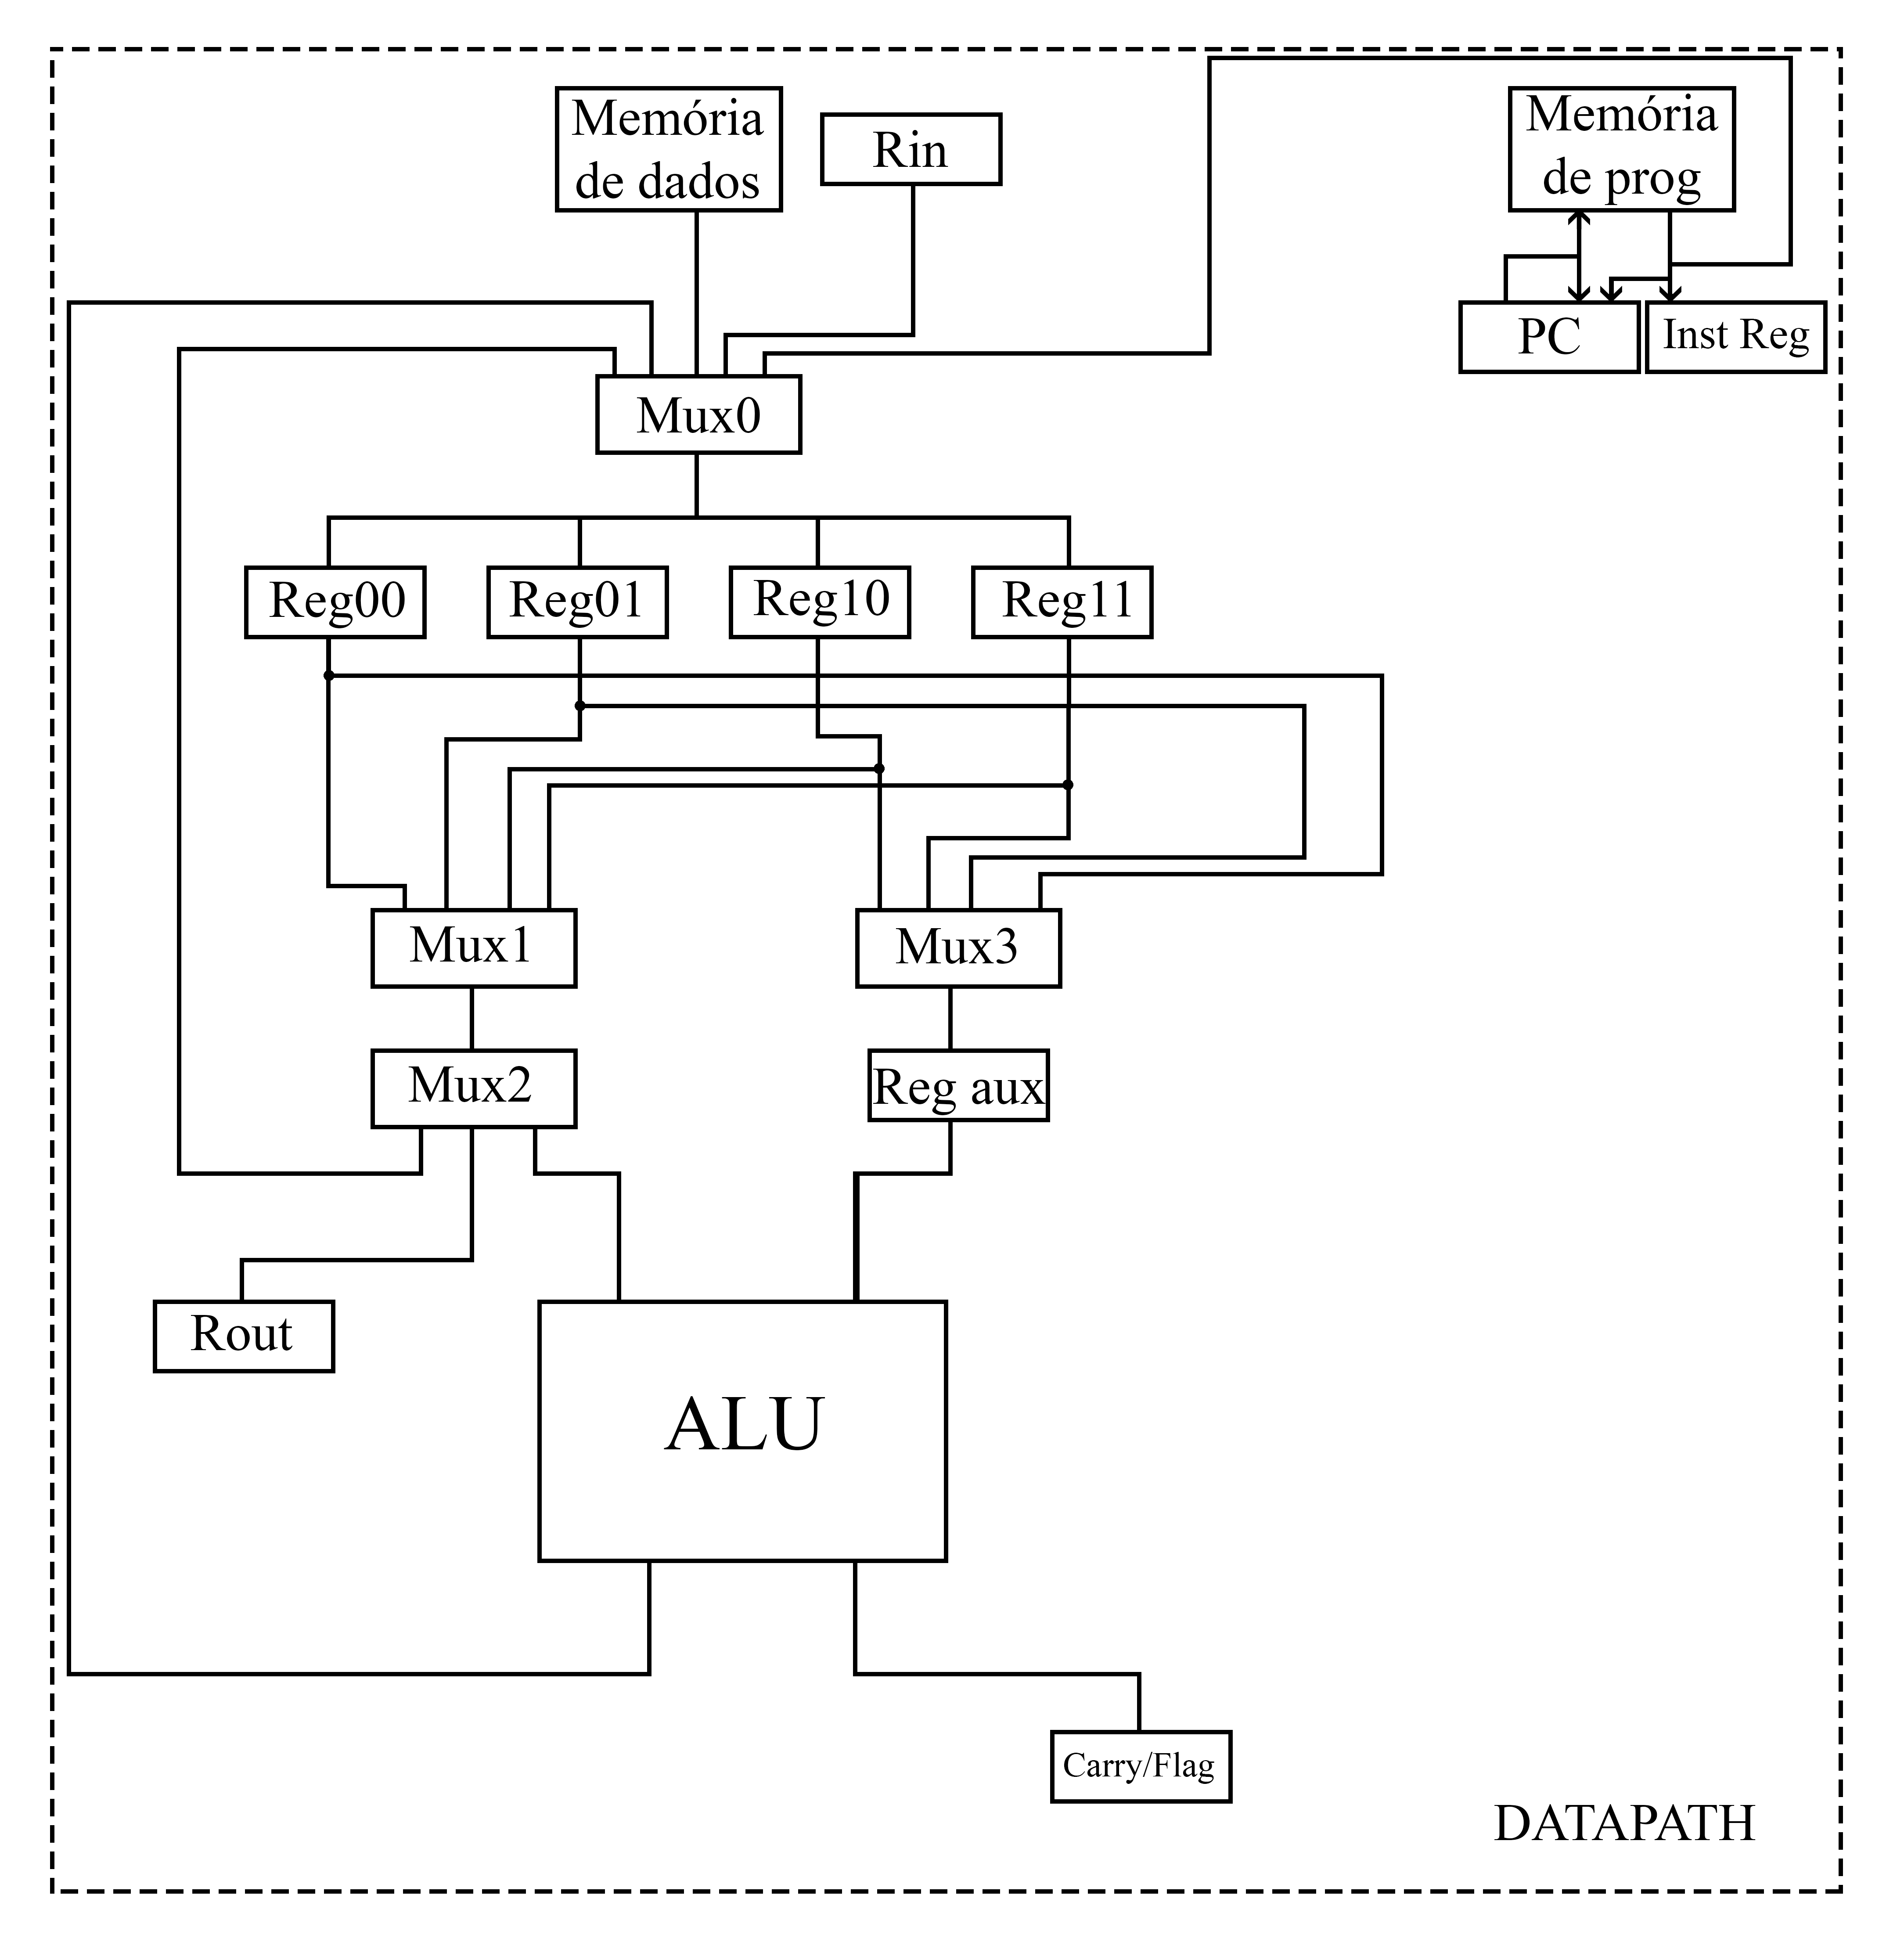 Memória
de dados
Rin
Memória
de prog
PC
Inst Reg
Mux0
Reg00
Reg01
Reg10
Reg11
Mux1
Mux3
Mux2
Reg aux
Rout
ALU
Carry/Flag
DATAPATH